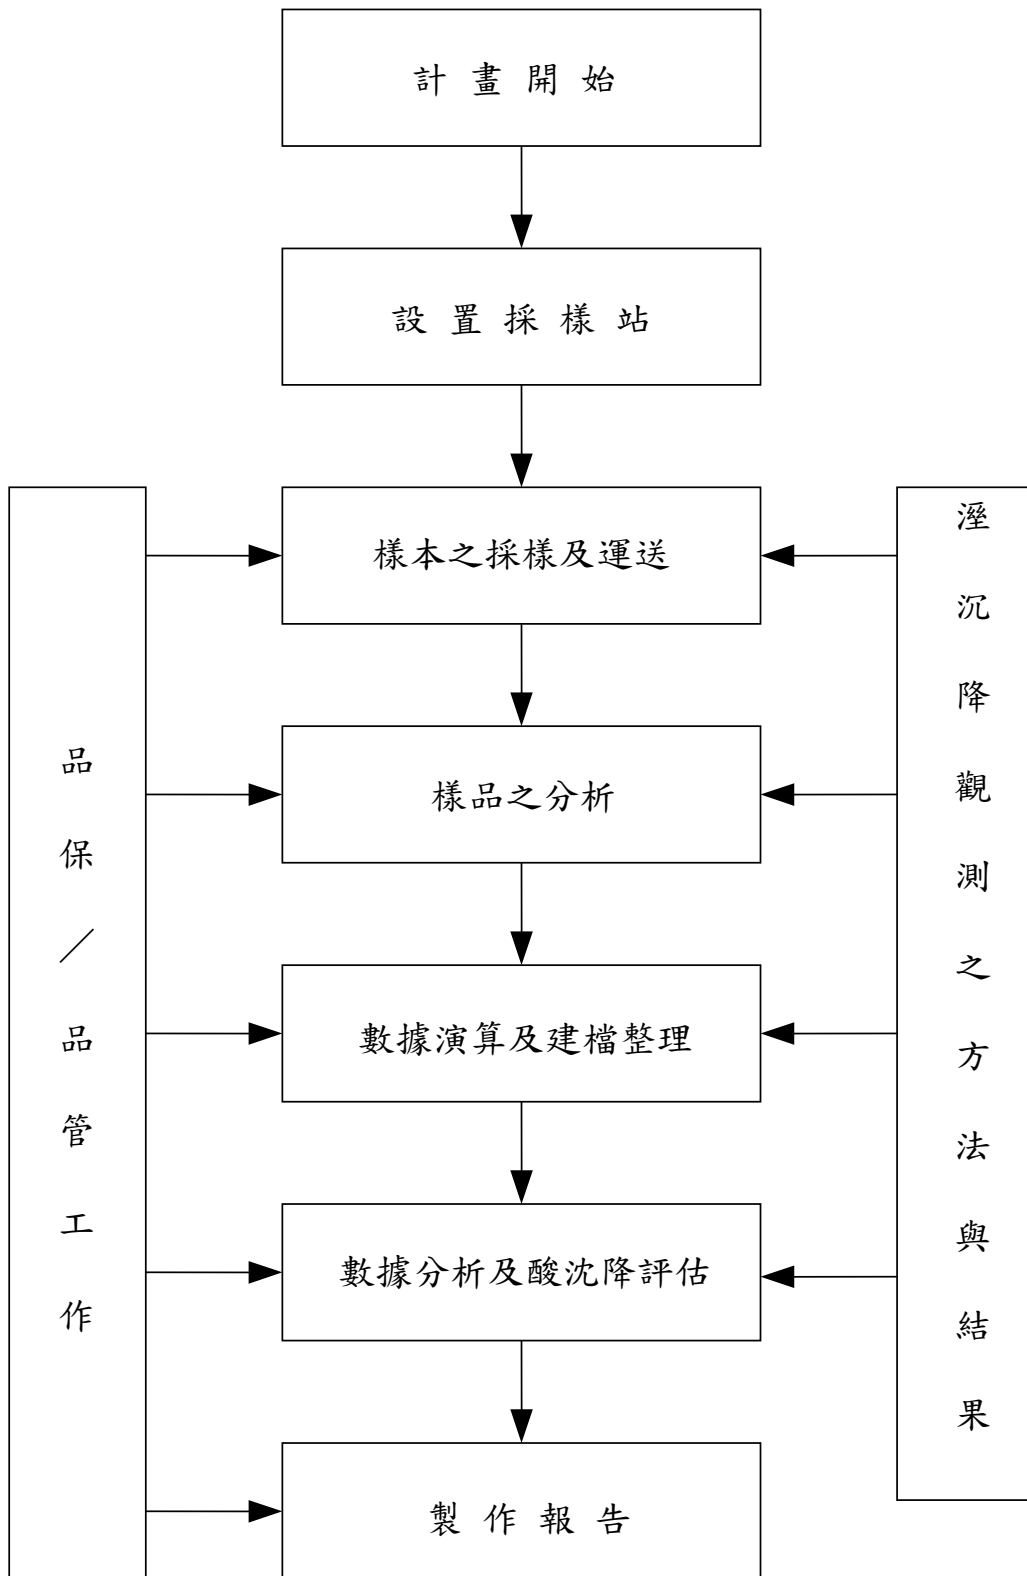 計畫開始
設置採樣站
樣本之採樣及運送
樣品之分析
數據演算及建檔整理
數據分析及酸沈降評估
製作報告
品保／品管工作
溼沉降觀測之方法與結果